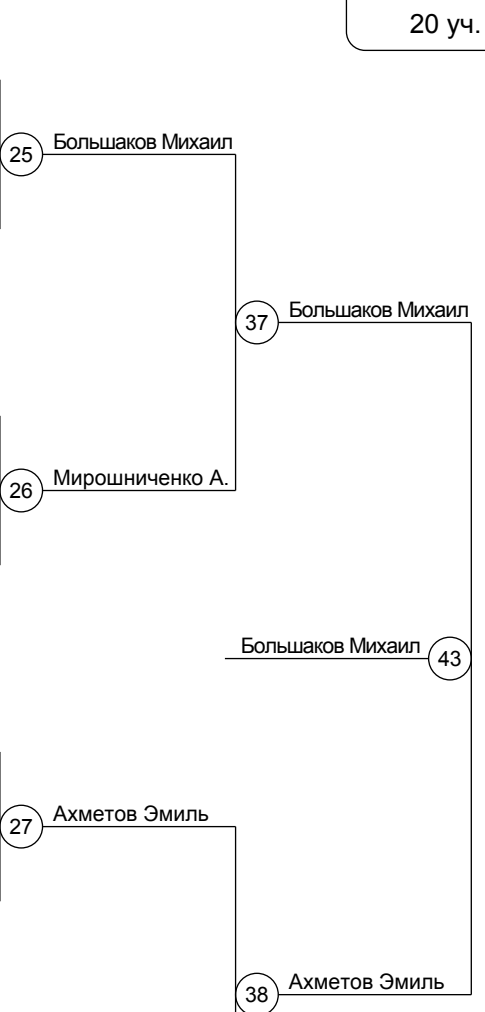 20 уч.
Большаков Михаил
25
Большаков Михаил
37
Мирошниченко А.
26
Большаков Михаил
43
Ахметов Эмиль
27
Ахметов Эмиль
38